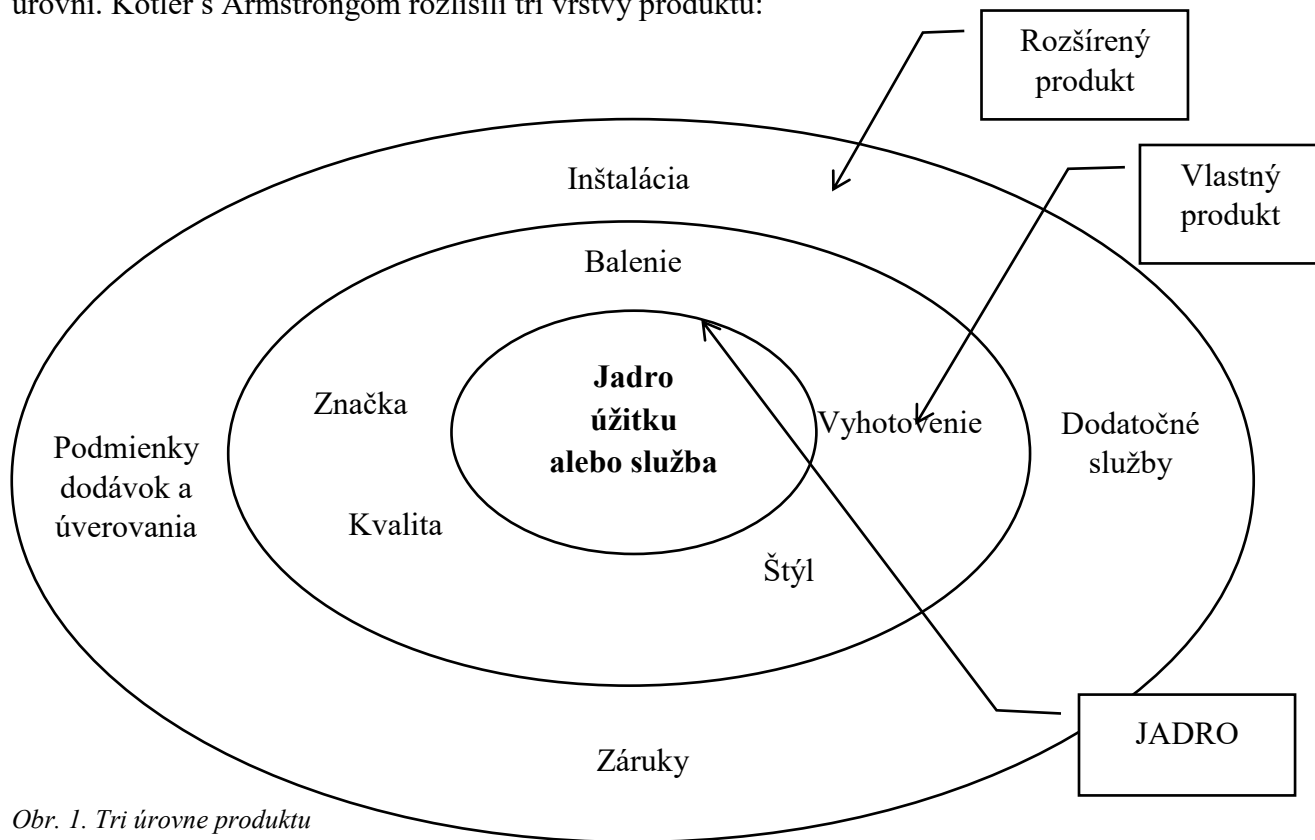 úrovní. Kotler s Armstrongom rozlíšili tri vrstvy produktu:
Rozšírený
produkt
Vlastný
produkt
Inštalácia
Balenie
Jadro
úžitku
alebo služba
Značka
Vyhotovenie
Podmienky
dodávok a
úverovania
Dodatočné
služby
Kvalita
Štýl
JADRO
Záruky
Obr. 1. Tri úrovne produktu